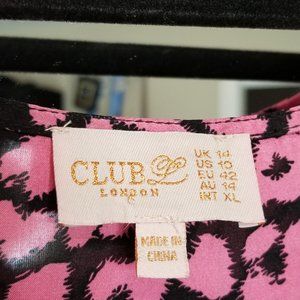 CLUB L
LONDON
UK 14
US 10
EU 42
AU 14
INT XL
MADE IN
CHINA